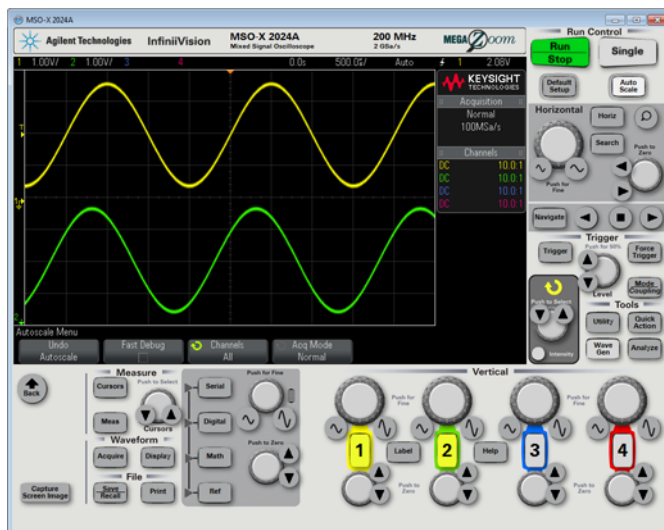 MSO-X 2024A
Agilent Technologies
InfiniiVision
MSO-X 2024A
Mixed Signal Oscilloscope
200 MHz
2 GSa/s
MEGA Zoom
1 1.00V/ 2 1.00V/ 3 4 0.0s 500.0s/ Auto 1 2.08V
KEYSIGHT
TECHNOLOGIES
Acquisition
Normal
100MSa/s
Channels
DC 10.0:1
DC 10.0:1
DC 10.0:1
DC 10.0:1
T
1
2
Autoscale Menu
Undo
Autoscale
Fast Debug
Channels
All
Acq Mode
Normal
Run Control
Run
Stop
Single
Default
Setup
Auto
Scale
Horizontal
Horiz
Search
Push to
Zero
Push for Fine
Navigate
Trigger
Push for 50%
Trigger
Force
Trigger
Level
Mode
Coupling
Push to Select
Intensity
Tools
Utility
Quick
Action
Wave
Gen
Analyze
Back
Measure
Cursors
Push to Select
Meas
Cursors
Waveform
Acquire
Display
File
Save
Recall
Print
Capture
Screen Image
Serial
Digital
Math
Ref
Push for Fine
Push to Zero
Vertical
Push for
Fine
Push for
Fine
1
Label
2
Help
3
4
Push to
Zero
Push to
Zero